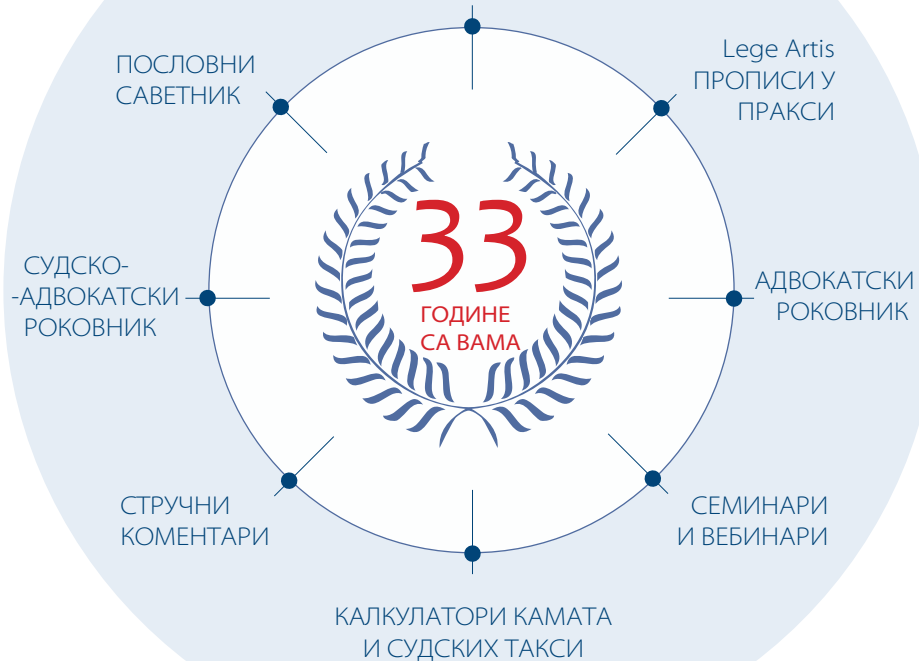 ПОСЛОВНИ
САВЕТНИК
Lege Artis
ПРОПИСИ У
ПРАКСИ
СУДСКО-
-АДВОКАТСКИ
РОКОВНИК
33
ГОДИНЕ
СА ВАМА
АДВОКАТСКИ
РОКОВНИК
СТРУЧНИ
КОМЕНТАРИ
СЕМИНАРИ
И ВЕБИНАРИ
КАЛКУЛАТОРИ КАМАТА
И СУДСКИХ ТАКСИ